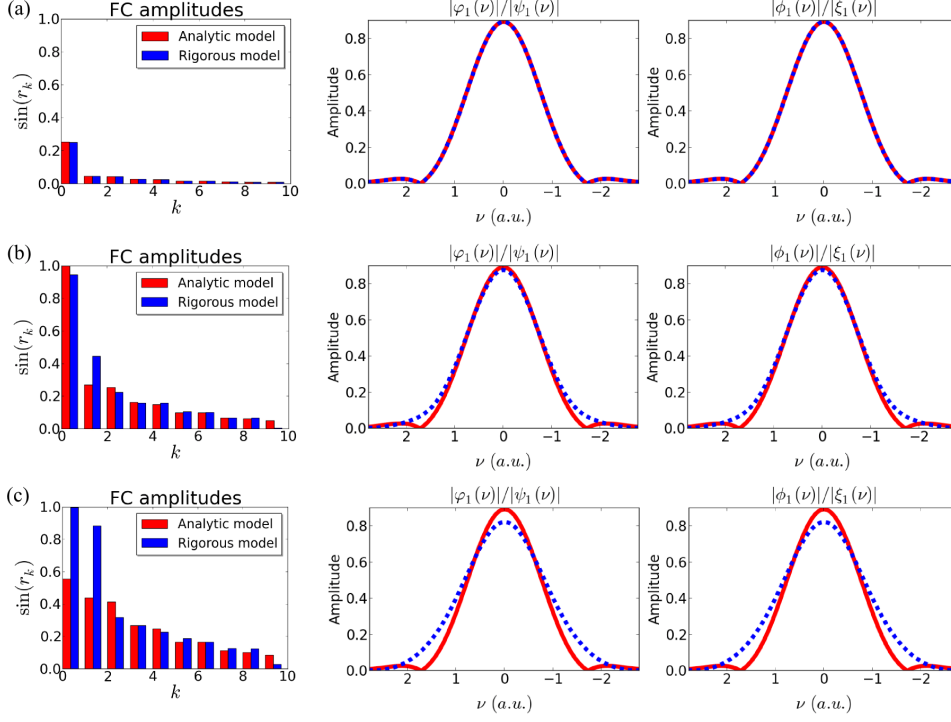 (a)
FC amplitudes
sin(r_k)
1.0
0.8
0.6
0.4
0.2
0.0
Analytic model
Rigorous model
0 2 4 6 8 10
k
|φ₁(ν)|/|ψ₁(ν)|
Amplitude
0.8
0.6
0.4
0.2
0.0
2 1 0 −1 −2
ν (a.u.)
|ϕ₁(ν)|/|ξ₁(ν)|
Amplitude
0.8
0.6
0.4
0.2
0.0
2 1 0 −1 −2
ν (a.u.)
(b)
FC amplitudes
sin(r_k)
1.0
0.8
0.6
0.4
0.2
0.0
Analytic model
Rigorous model
0 2 4 6 8 10
k
|φ₁(ν)|/|ψ₁(ν)|
Amplitude
0.8
0.6
0.4
0.2
0.0
2 1 0 −1 −2
ν (a.u.)
|ϕ₁(ν)|/|ξ₁(ν)|
Amplitude
0.8
0.6
0.4
0.2
0.0
2 1 0 −1 −2
ν (a.u.)
(c)
FC amplitudes
sin(r_k)
1.0
0.8
0.6
0.4
0.2
0.0
Analytic model
Rigorous model
0 2 4 6 8 10
k
|φ₁(ν)|/|ψ₁(ν)|
Amplitude
0.8
0.6
0.4
0.2
0.0
2 1 0 −1 −2
ν (a.u.)
|ϕ₁(ν)|/|ξ₁(ν)|
Amplitude
0.8
0.6
0.4
0.2
0.0
2 1 0 −1 −2
ν (a.u.)